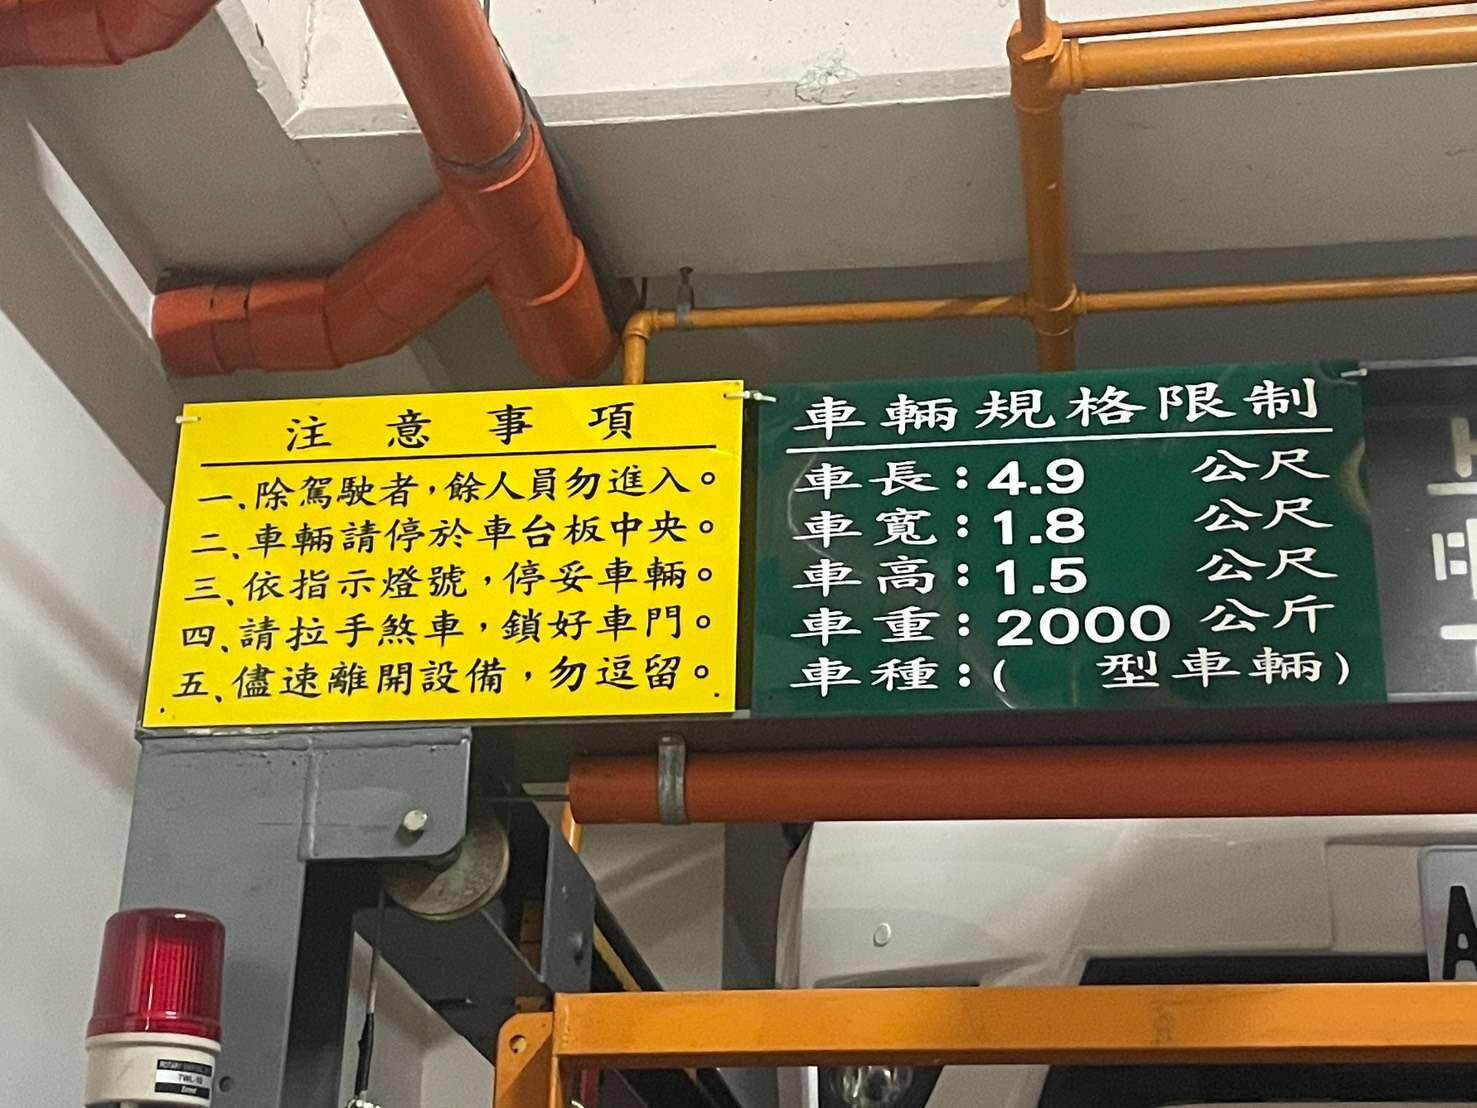 注意事項
一、除駕駛者，餘人員勿進入。
二、車輛請停於車台板中央。
三、依指示燈號，停妥車輛。
四、請拉手煞車，鎖好車門。
五、儘速離開設備，勿逗留。
車輛規格限制
車長：4.9 公尺
車寬：1.8 公尺
車高：1.5 公尺
車重：2000 公斤
車種：( 型車輛)
A